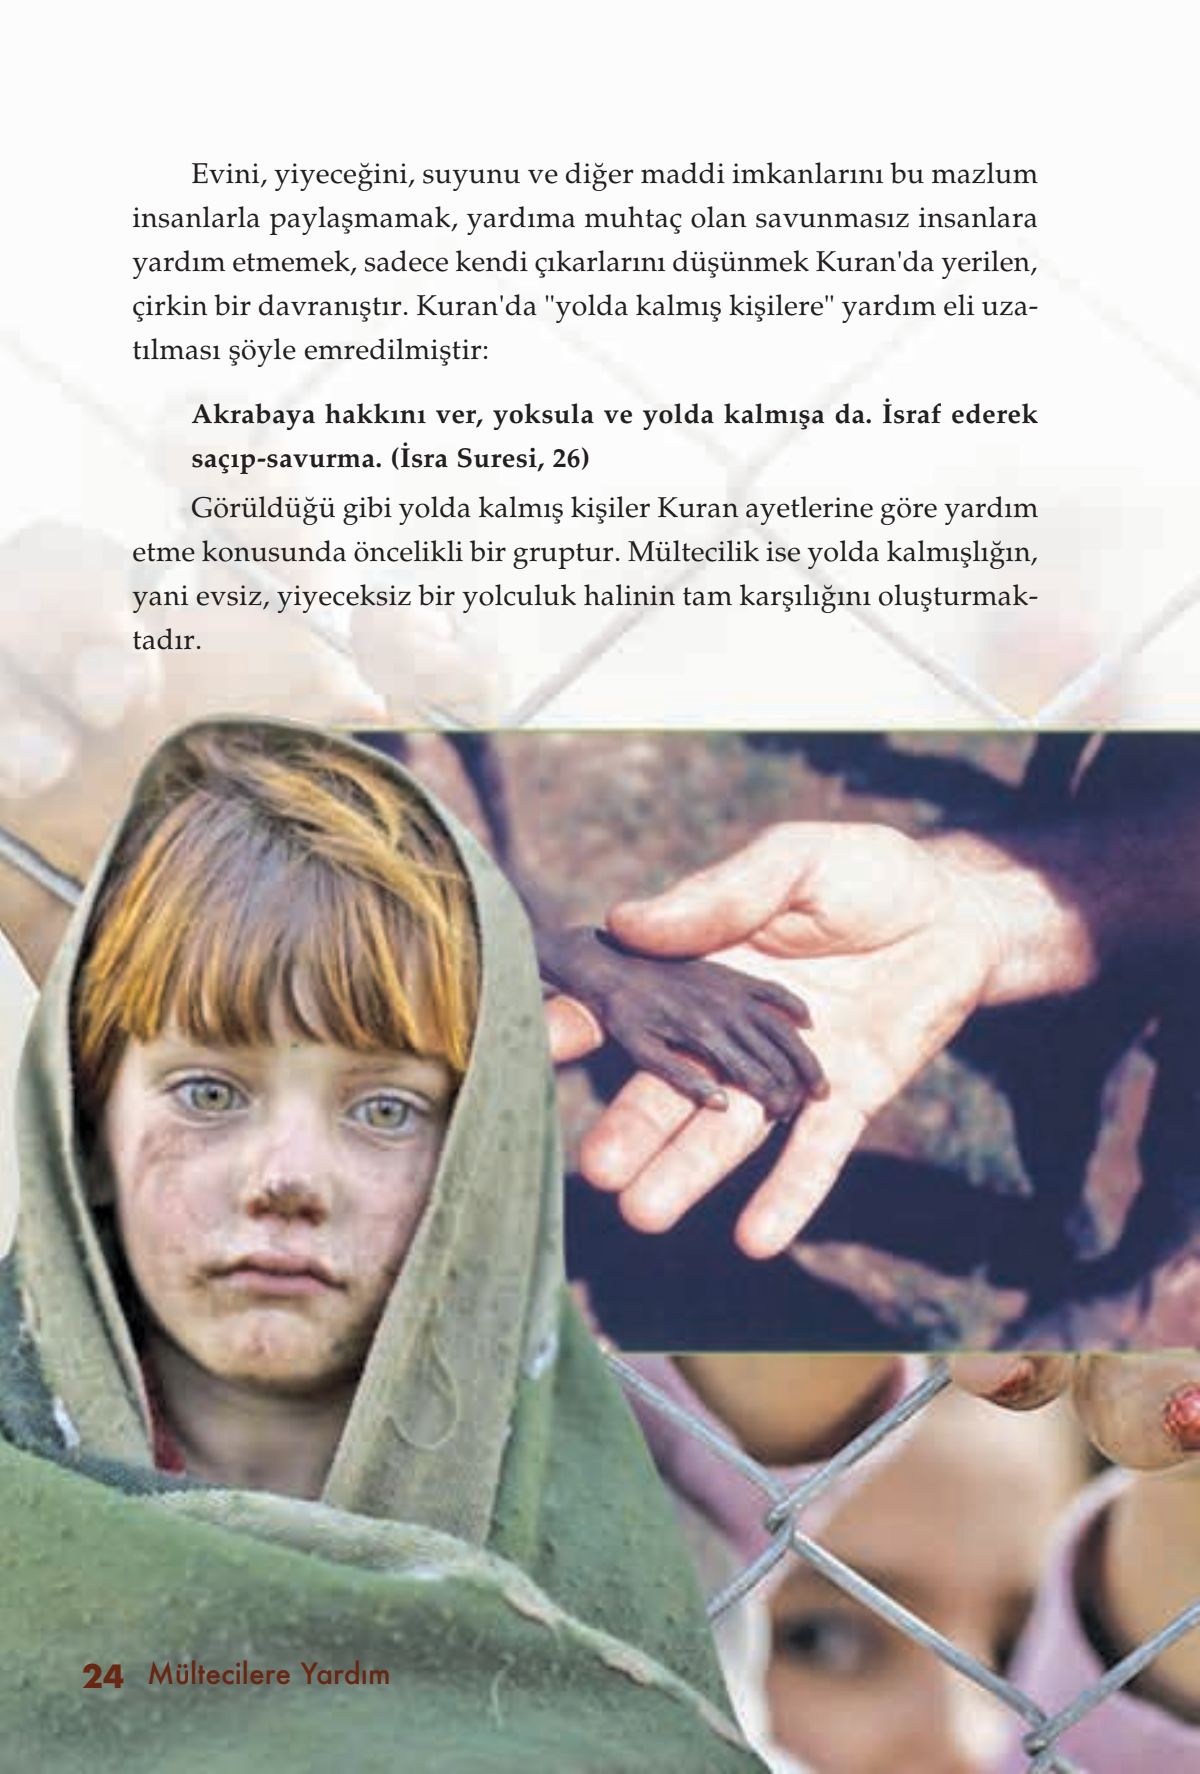 Evini, yiyeceğini, suyunu ve diğer maddi imkanlarını bu mazlum
insanlarla paylaşmamak, yardıma muhtaç olan savunmasız insanlara
yardım etmemek, sadece kendi çıkarlarını düşünmek Kuran'da yerilen,
çirkin bir davranıştır. Kuran'da "yolda kalmış kişilere" yardım eli uza-
tılması şöyle emredilmiştir:
Akrabaya hakkını ver, yoksula ve yolda kalmışa da. İsraf ederek
saçıp-savurma. (İsra Suresi, 26)
Görüldüğü gibi yolda kalmış kişiler Kuran ayetlerine göre yardım
etme konusunda öncelikli bir gruptur. Mültecilik ise yolda kalmışlığın,
yani evsiz, yiyeceksiz bir yolculuk halinin tam karşılığını oluşturmak-
tadır.
24 Mültecilere Yardım